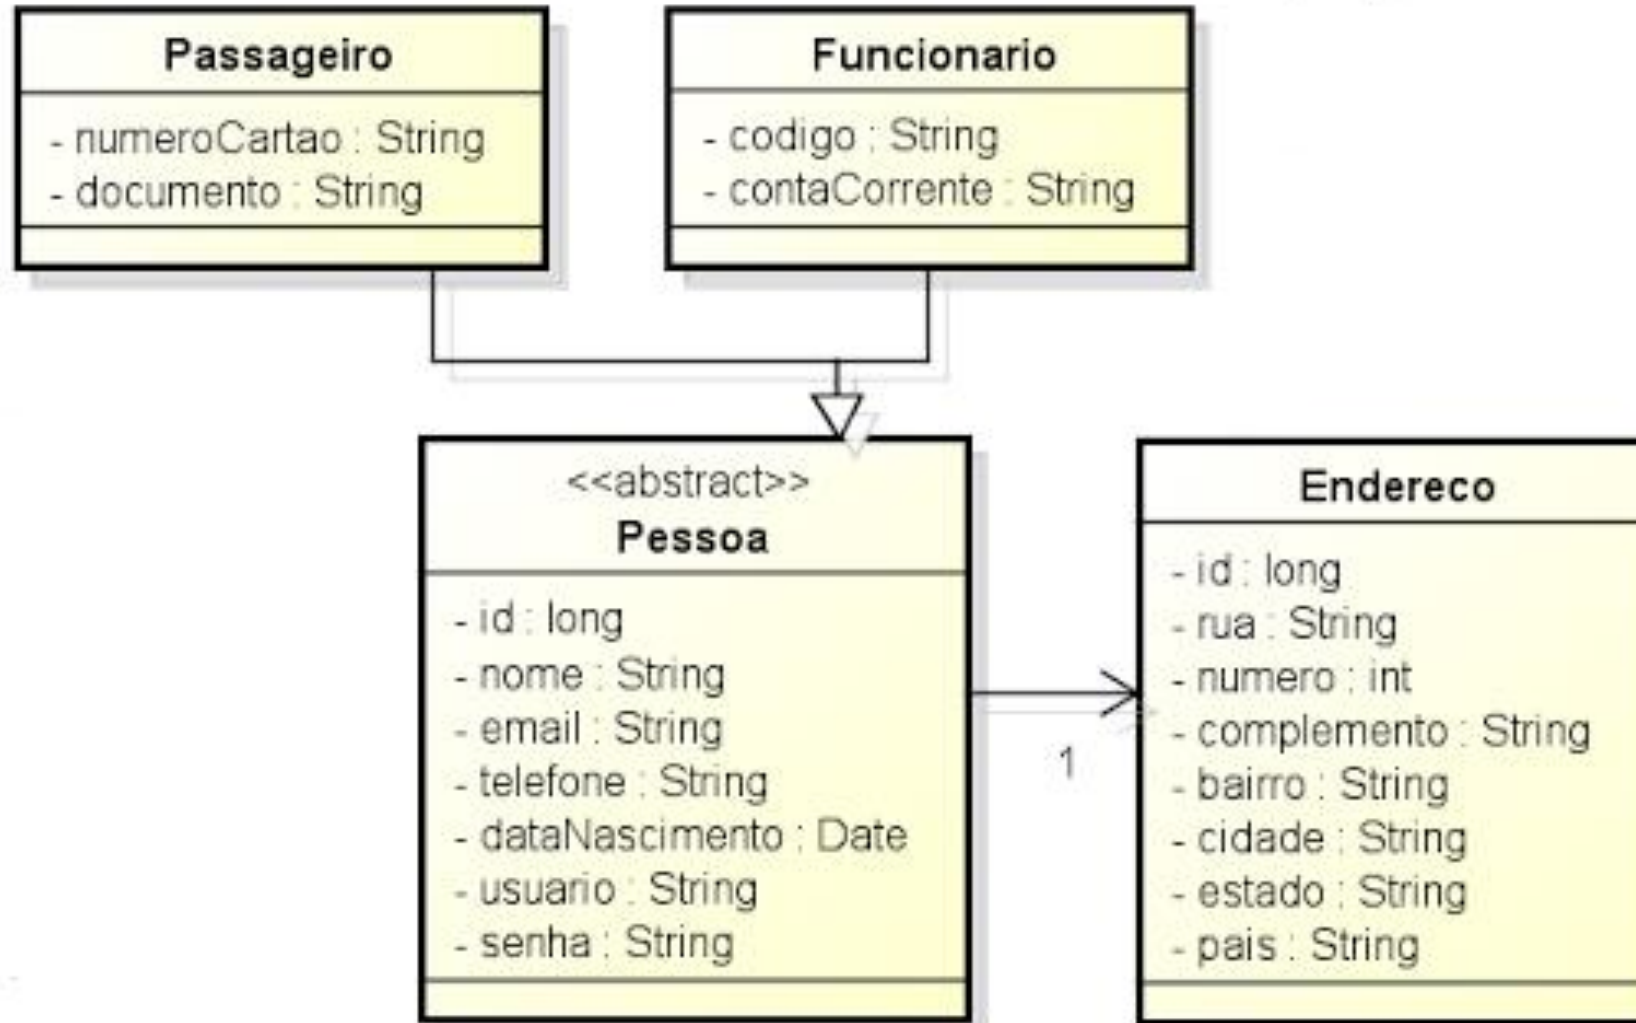 Passageiro
- numeroCartao : String
- documento : String
Funcionario
- codigo : String
- contaCorrente : String
<<abstract>>
Pessoa
- id : long
- nome : String
- email : String
- telefone : String
- dataNascimento : Date
- usuario : String
- senha : String
1
Endereco
- id : long
- rua : String
- numero : int
- complemento : String
- bairro : String
- cidade : String
- estado : String
- pais : String